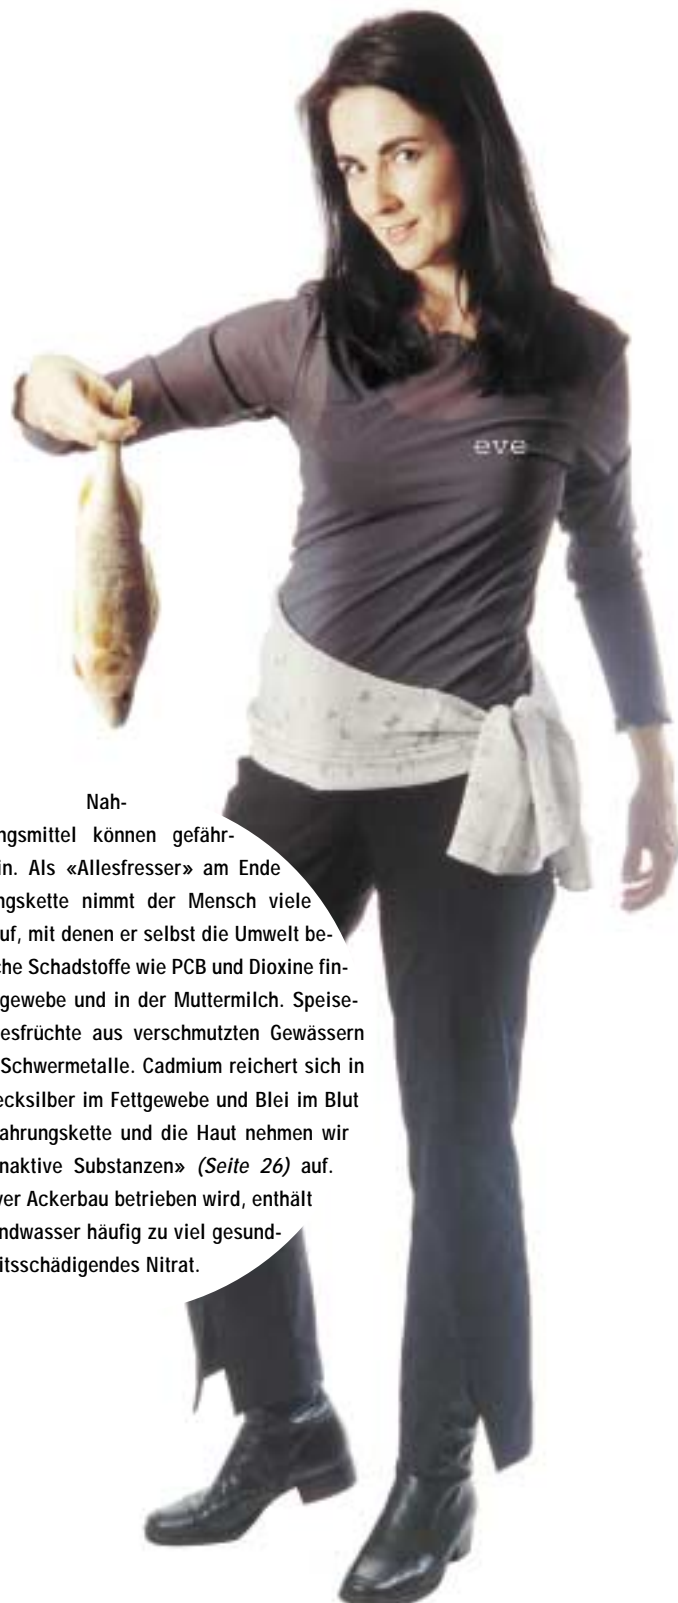 eve
Nah-
ngsmittel können gefähr-
in. Als «Allesfresser» am Ende
ngskette nimmt der Mensch viele
uf, mit denen er selbst die Umwelt be-
che Schadstoffe wie PCB und Dioxine fin-
gewebe und in der Muttermilch. Speise-
esfrüchte aus verschmutzten Gewässern
Schwermetalle. Cadmium reichert sich in
ecksilber im Fettgewebe und Blei im Blut
ahrungskette und die Haut nehmen wir
naktive Substanzen» (Seite 26) auf.
ver Ackerbau betrieben wird, enthält
ndwasser häufig zu viel gesund-
itsschädigendes Nitrat.